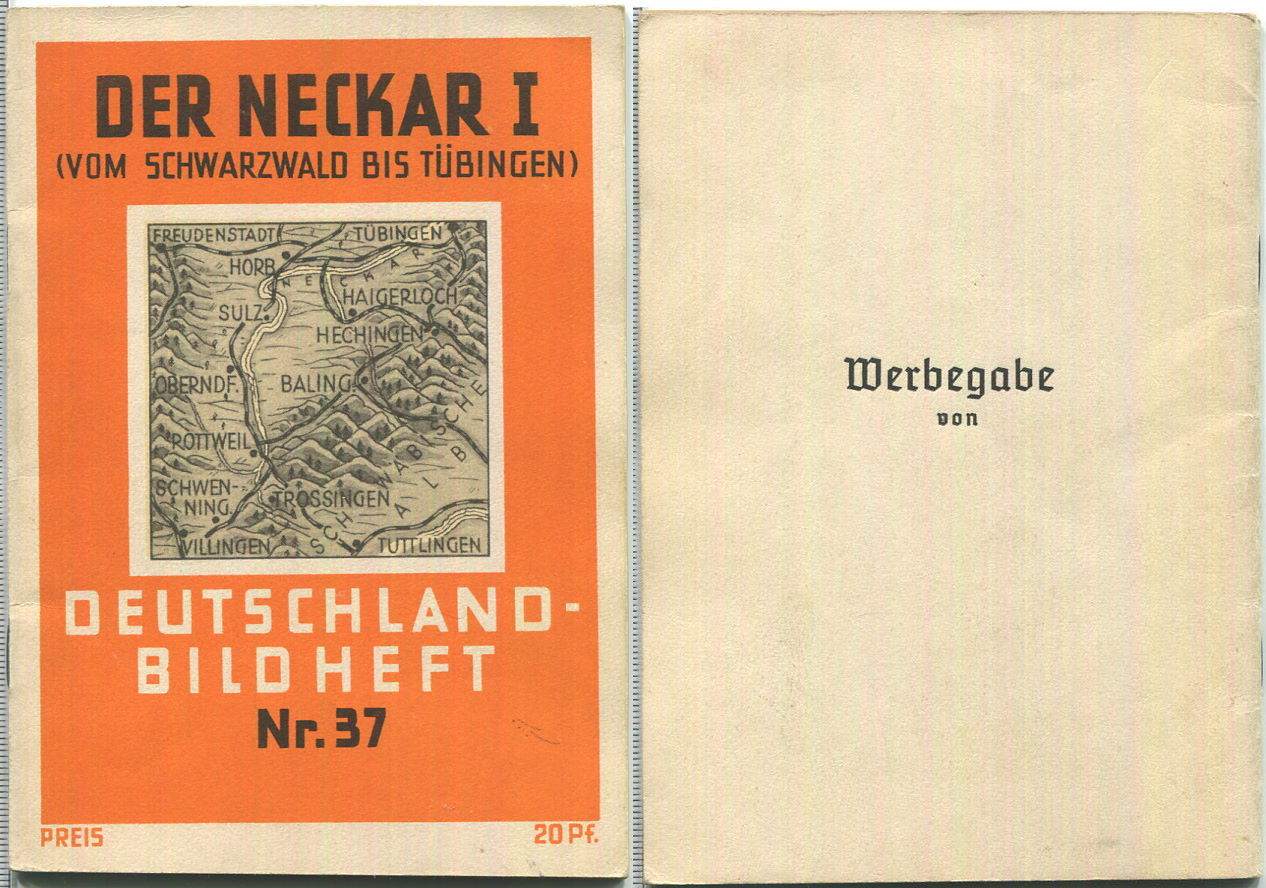 DER NECKAR I
(VOM SCHWARZWALD BIS TÜBINGEN)
FREUDENSTADT
TÜBINGEN
HORB
NECKAR
HAIGERLOCH
SULZ
HECHINGEN
OBERNDF.
BALING.
ROTTWEIL
SCHWEN-
NING.
TROSSINGEN
SCHWÄBISCHE
ALB
VILLINGEN
TUTTLINGEN
DEUTSCHLAND-
BILDHEFT
Nr. 37
PREIS
20 Pf.
Werbegabe
von